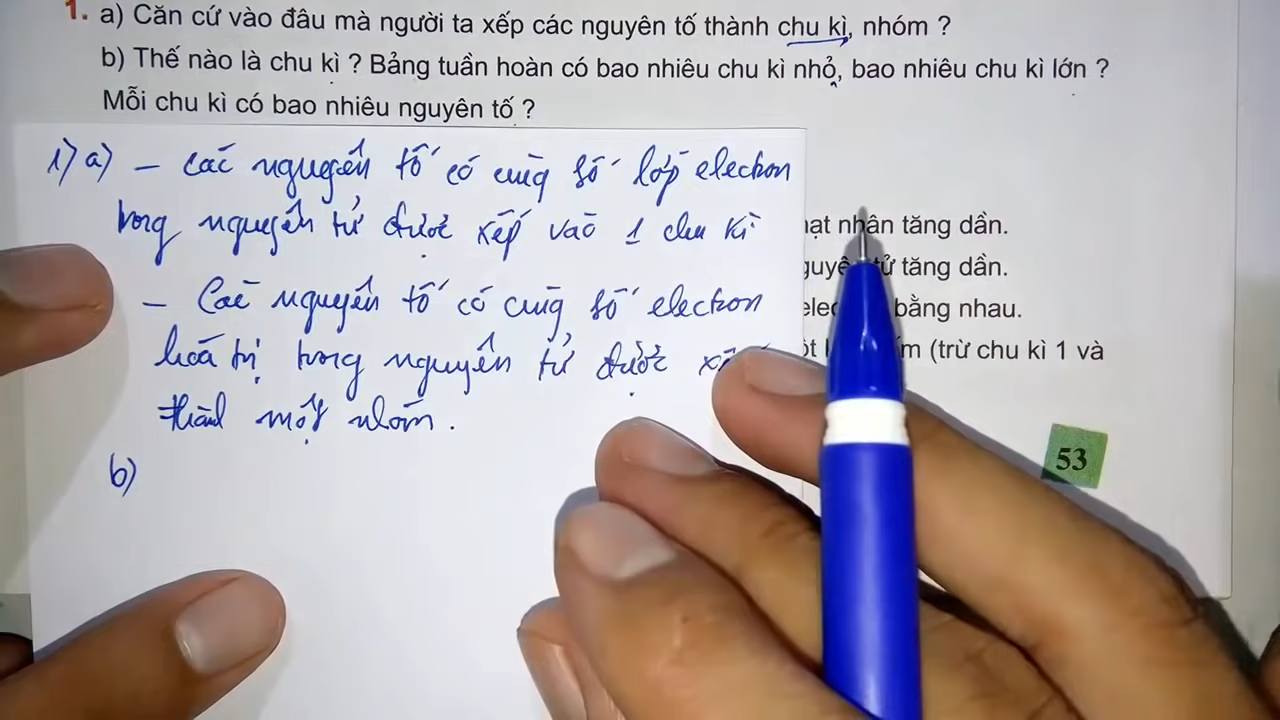 1. a) Căn cứ vào đâu mà người ta xếp các nguyên tố thành chu kì, nhóm ?
b) Thế nào là chu kì ? Bảng tuần hoàn có bao nhiêu chu kì nhỏ, bao nhiêu chu kì lớn ?
Mỗi chu kì có bao nhiêu nguyên tố ?
1) a) – Các nguyên tố có cùng số lớp electron
trong nguyên tử được xếp vào 1 chu kì
– Các nguyên tố có cùng số electron
hoá trị trong nguyên tử được
thành một nhóm.
b)
nhân tăng dần.
tăng dần.
bằng nhau.
(trừ chu kì 1 và
53